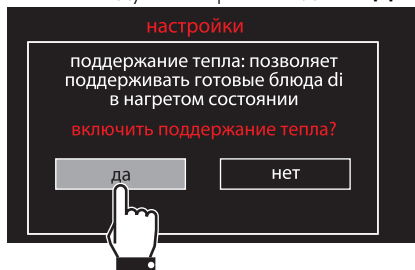 настройки
поддержание тепла: позволяет
поддерживать готовые блюда di
в нагретом состоянии
включить поддержание тепла?
да
нет